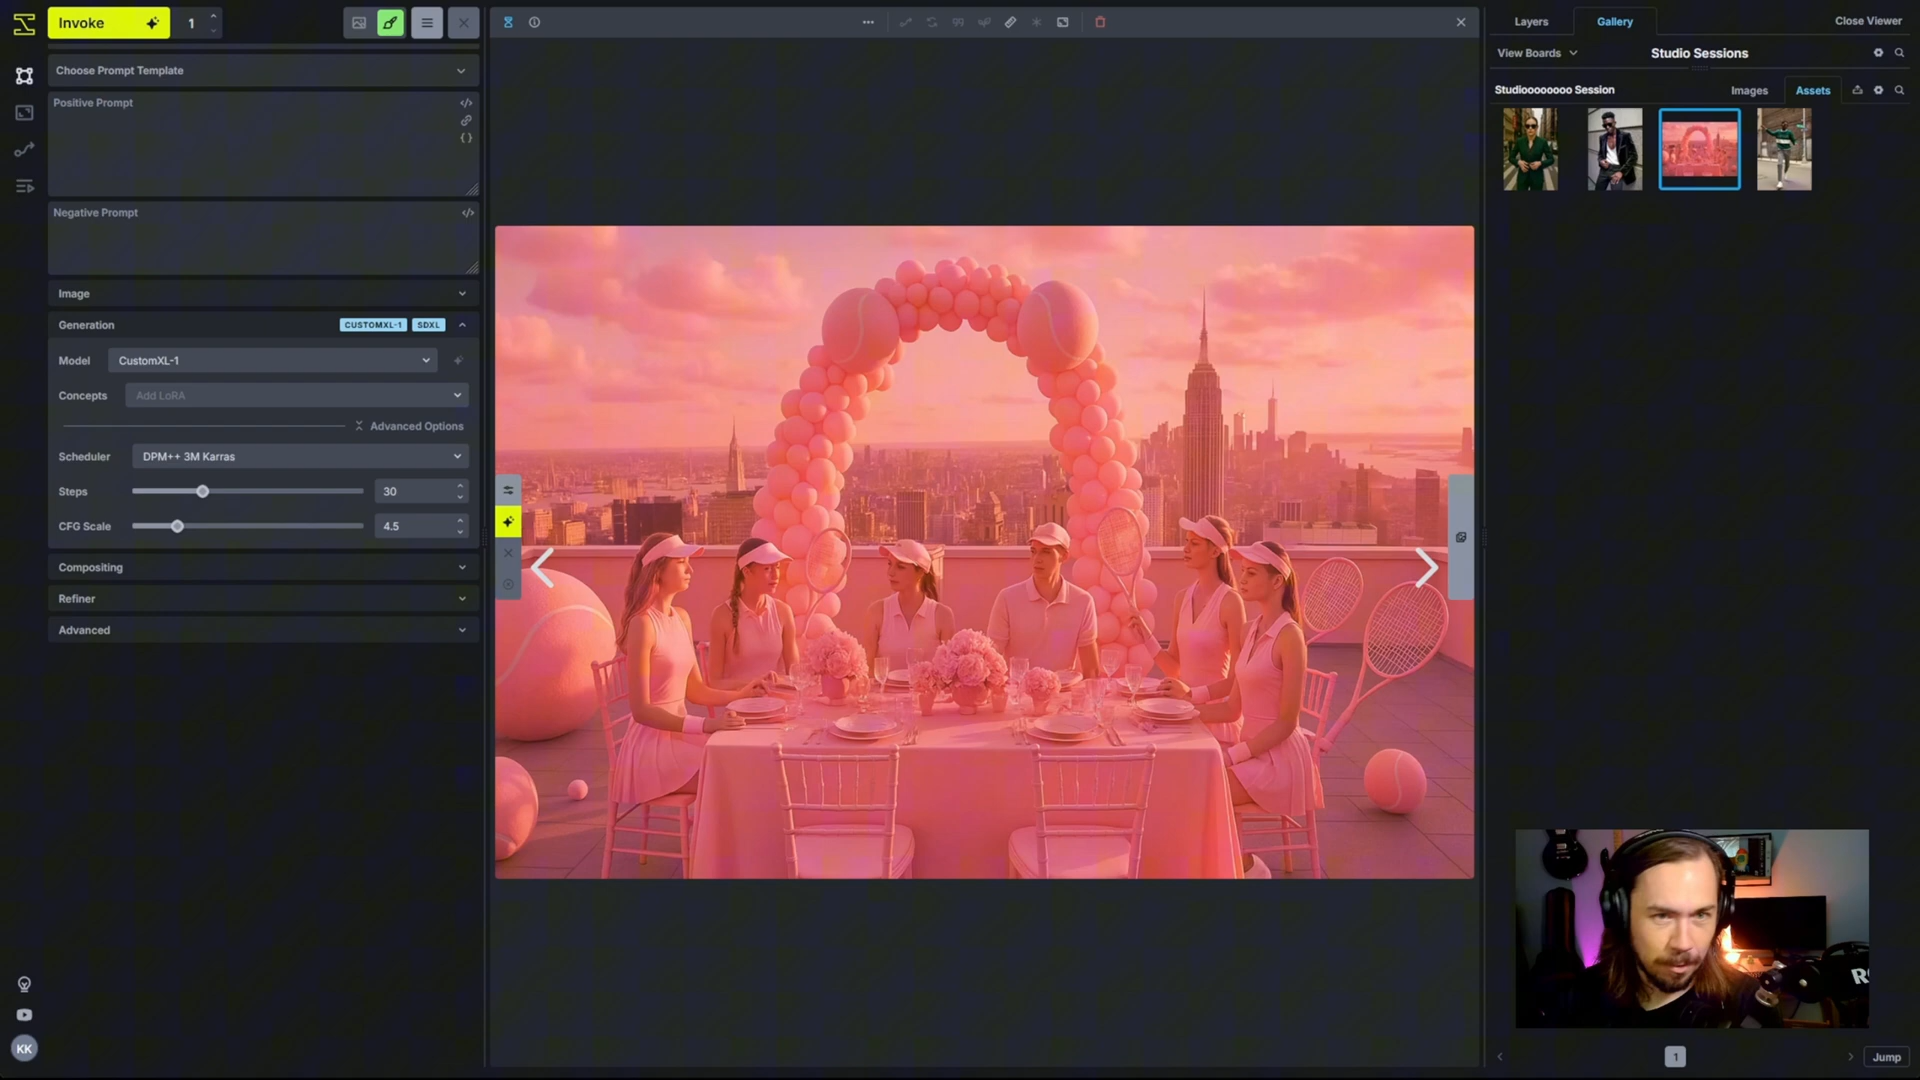 Invoke
1
Choose Prompt Template
Positive Prompt
Negative Prompt
Image
Generation
CUSTOMXL-1
SDXL
Model
CustomXL-1
Concepts
Add LoRA
Advanced Options
Scheduler
DPM++ 3M Karras
Steps
30
CFG Scale
4.5
Compositing
Refiner
Advanced
KK
Layers
Gallery
Close Viewer
View Boards
Studio Sessions
Studioooooooo Session
Images
Assets
1
Jump